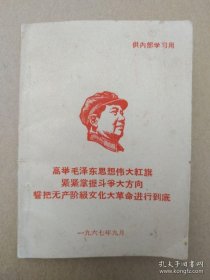 供内部学习用
高举毛泽东思想伟大红旗
紧紧掌握斗争大方向
誓把无产阶级文化大革命进行到底
一九六七年九月